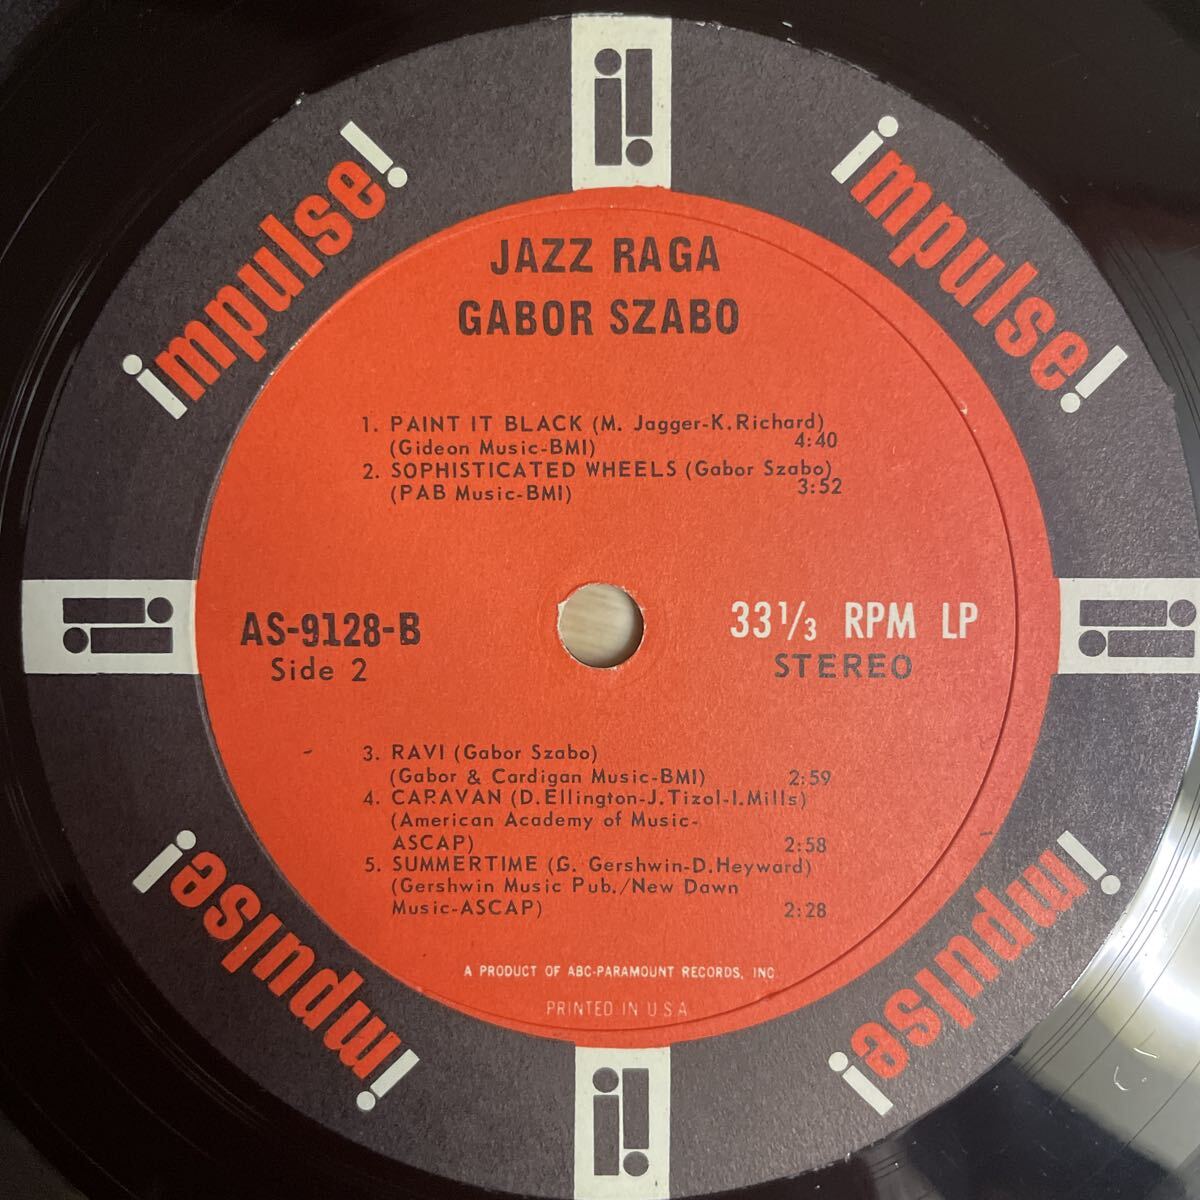 impulse!
impulse!
JAZZ RAGA
GABOR SZABO
1. PAINT IT BLACK (M. Jagger-K.Richard)
(Gideon Music-BMI) 4:40
2. SOPHISTICATED WHEELS (Gabor Szabo)
(PAB Music-BMI) 3:52
AS-9128-B
Side 2
33 1/3 RPM LP
STEREO
3. RAVI (Gabor Szabo)
(Gabor & Cardigan Music-BMI) 2:59
4. CARAVAN (D.Ellington-J.Tizol-I.Mills)
(American Academy of Music-
ASCAP) 2:58
5. SUMMERTIME (G. Gershwin-D.Heyward)
(Gershwin Music Pub./New Dawn
Music-ASCAP) 2:28
A PRODUCT OF ABC-PARAMOUNT RECORDS, INC
PRINTED IN U S A
impulse!
impulse!